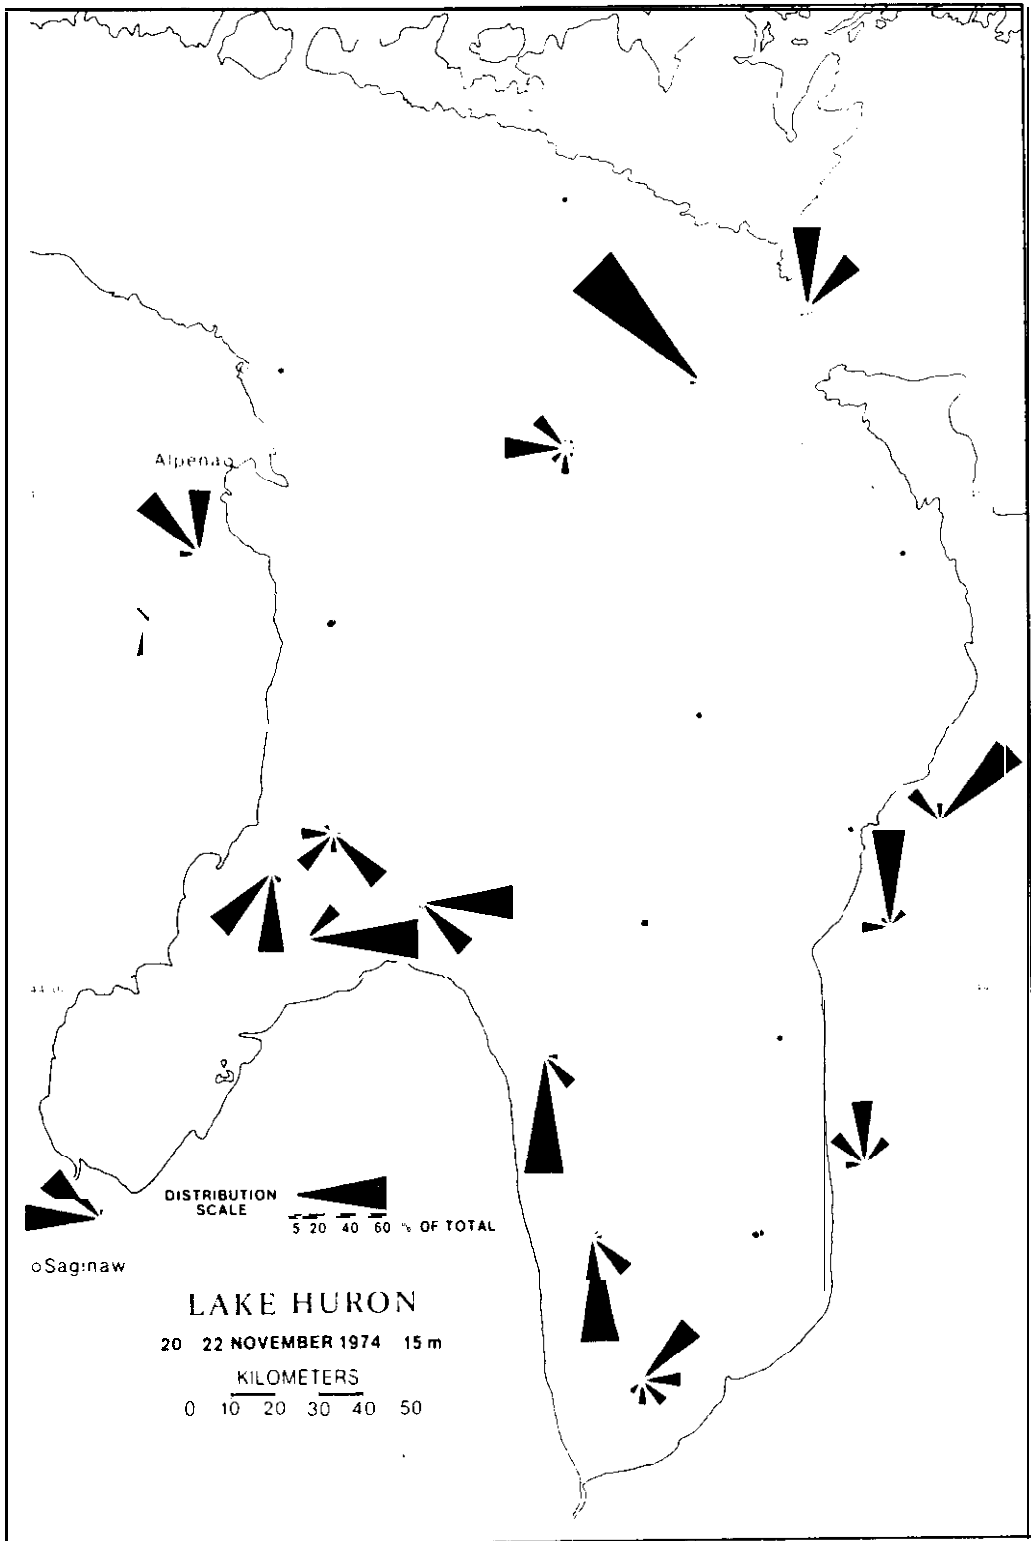 Alpena
DISTRIBUTION
SCALE
5 20 40 60 % OF TOTAL
Saginaw
LAKE HURON
20 22 NOVEMBER 1974 15 m
KILOMETERS
0 10 20 30 40 50